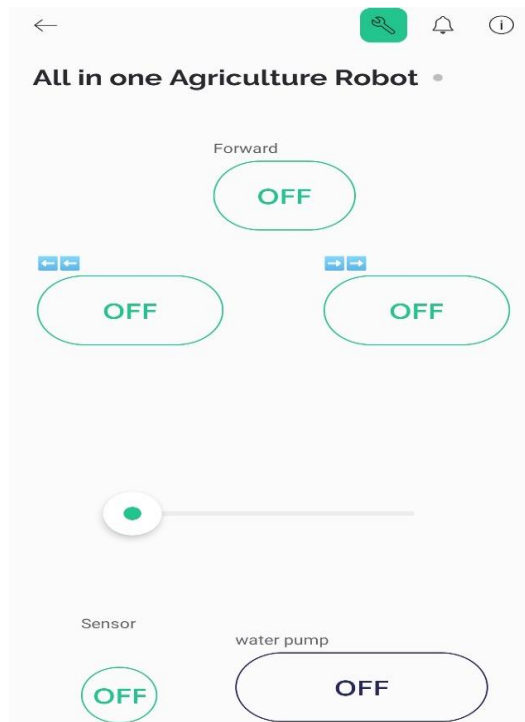 All in one Agriculture Robot
Forward
OFF
⬅️⬅️ ➡️➡️
OFF OFF
Sensor
water pump
OFF OFF